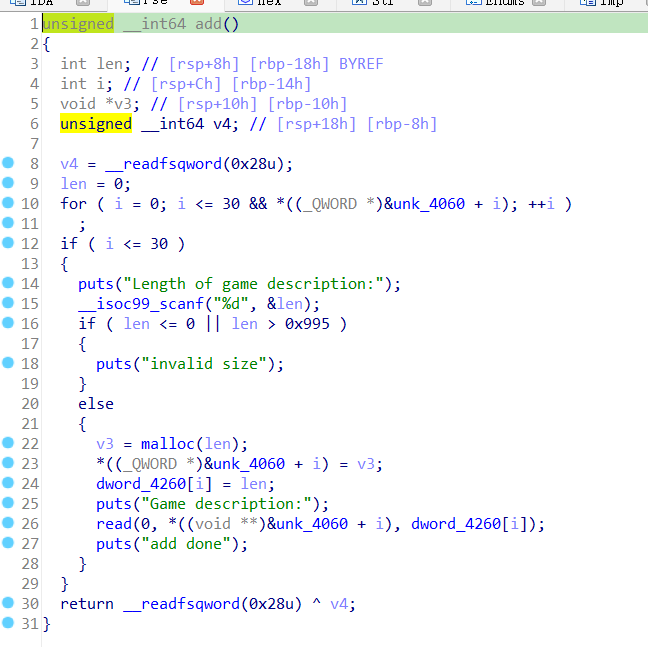 IDA
Pse
Hex
Str
Enums
Imp
1 unsigned __int64 add()
2 {
3 int len; // [rsp+8h] [rbp-18h] BYREF
4 int i; // [rsp+Ch] [rbp-14h]
5 void *v3; // [rsp+10h] [rbp-10h]
6 unsigned __int64 v4; // [rsp+18h] [rbp-8h]
7
8 v4 = __readfsqword(0x28u);
9 len = 0;
10 for ( i = 0; i <= 30 && *((_QWORD *)&unk_4060 + i); ++i )
11 ;
12 if ( i <= 30 )
13 {
14 puts("Length of game description:");
15 __isoc99_scanf("%d", &len);
16 if ( len <= 0 || len > 0x995 )
17 {
18 puts("invalid size");
19 }
20 else
21 {
22 v3 = malloc(len);
23 *((_QWORD *)&unk_4060 + i) = v3;
24 dword_4260[i] = len;
25 puts("Game description:");
26 read(0, *((void **)&unk_4060 + i), dword_4260[i]);
27 puts("add done");
28 }
29 }
30 return __readfsqword(0x28u) ^ v4;
31 }